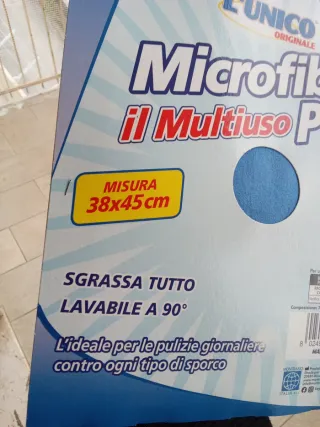 L'UNICO
ORIGINALE
Microfib
il Multiuso P
MISURA
38x45cm
SGRASSA TUTTO
LAVABILE A 90°
L'ideale per le pulizie giornaliere
contro ogni tipo di sporco